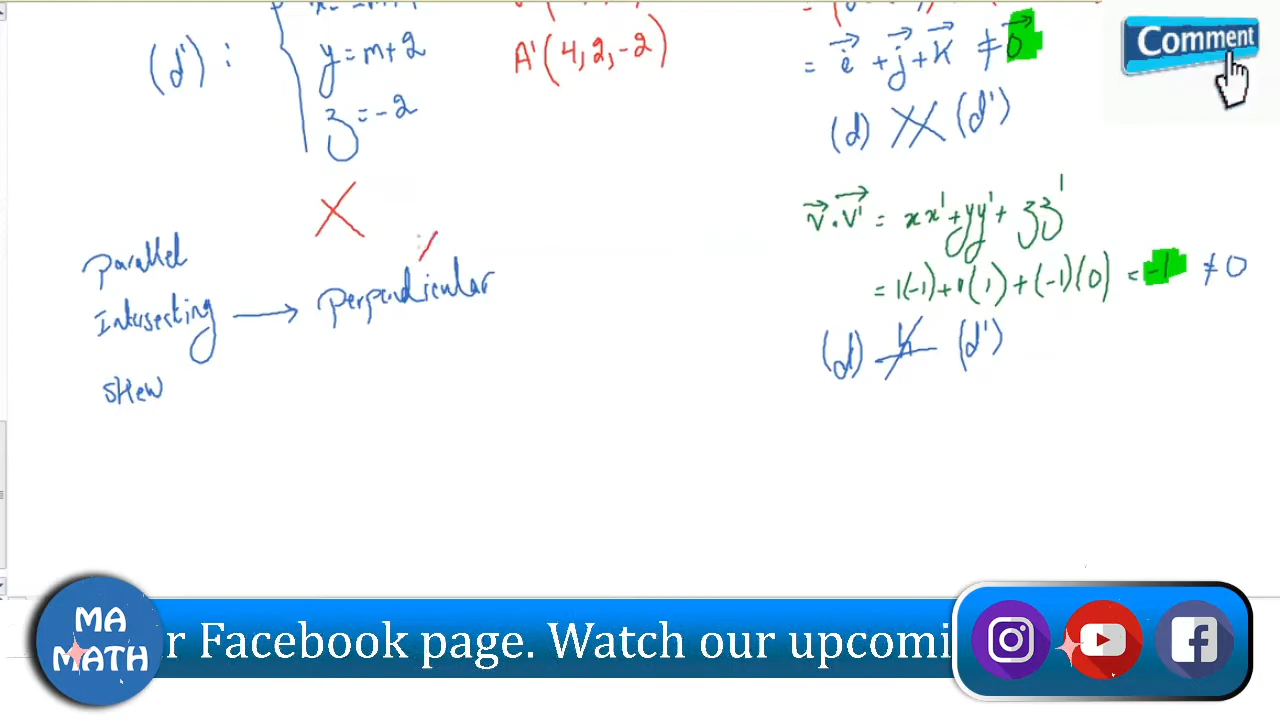 (d') :
y = m + 2
z = -2
A'(4, 2, -2)
= i + j + k ≠ 0
(d) (d')
v . v' = xx' + yy' + zz'
= 1(-1) + 0(1) + (-1)(0) = -1 ≠ 0
(d) (d')
parallel
Intersecting → perpendicular
sHew
Comment
MA
MATH
r Facebook page. Watch our upcomi